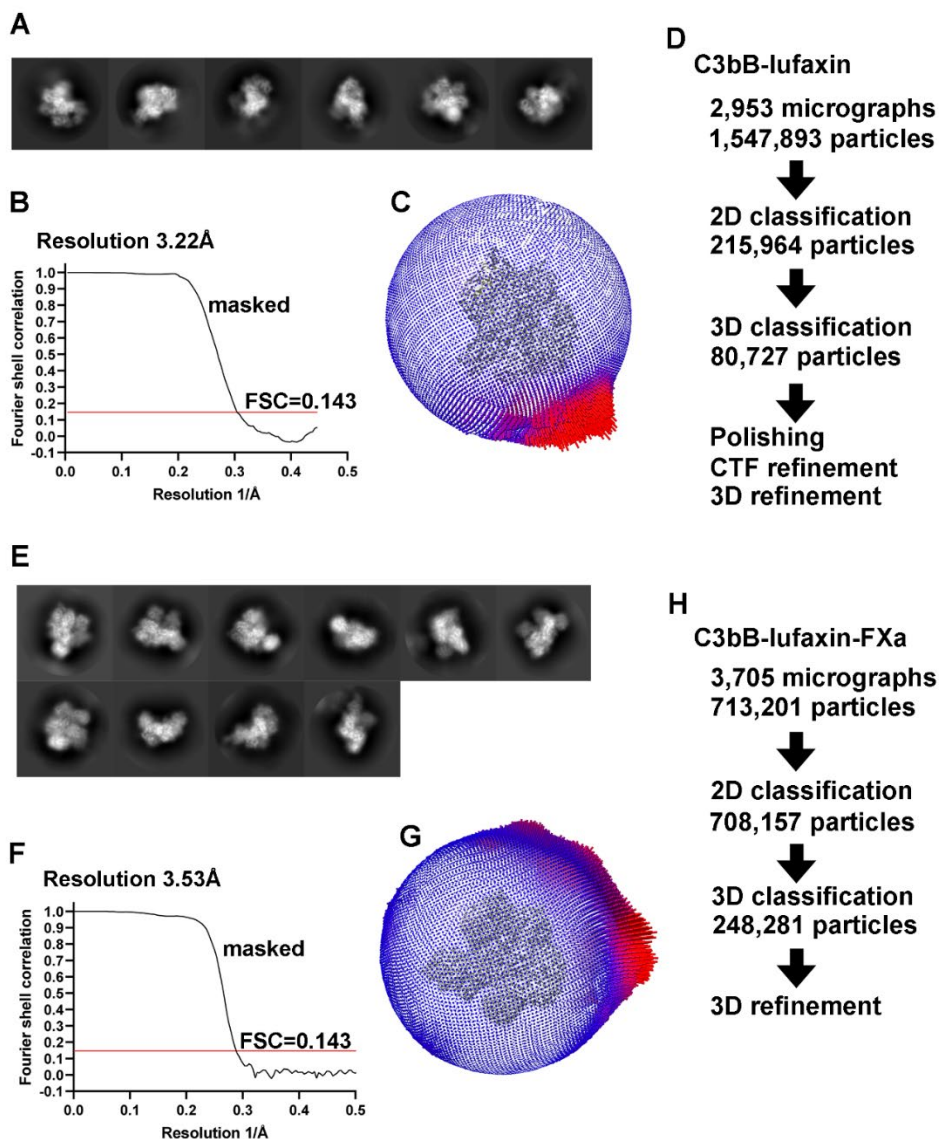 A
B
Resolution 3.22Å
Fourier shell correlation
1.0
0.9
0.8
0.7
0.6
0.5
0.4
0.3
0.2
0.1
0.0
-0.1
masked
FSC=0.143
0.0 0.1 0.2 0.3 0.4 0.5
Resolution 1/Å
C
D
C3bB-lufaxin
2,953 micrographs
1,547,893 particles
2D classification
215,964 particles
3D classification
80,727 particles
Polishing
CTF refinement
3D refinement
E
F
Resolution 3.53Å
Fourier shell correlation
1.0
0.9
0.8
0.7
0.6
0.5
0.4
0.3
0.2
0.1
0.0
-0.1
masked
FSC=0.143
0.0 0.1 0.2 0.3 0.4 0.5
Resolution 1/Å
G
H
C3bB-lufaxin-FXa
3,705 micrographs
713,201 particles
2D classification
708,157 particles
3D classification
248,281 particles
3D refinement